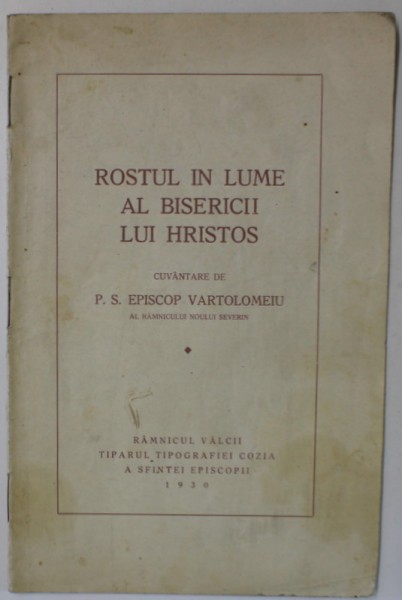 ROSTUL IN LUME
AL BISERICII
LUI HRISTOS
CUVÂNTARE DE
P. S. EPISCOP VARTOLOMEIU
AL RÂMNICULUI NOULUI SEVERIN
RÂMNICUL VÂLCII
TIPARUL TIPOGRAFIEI COZIA
A SFINTEI EPISCOPII
1930